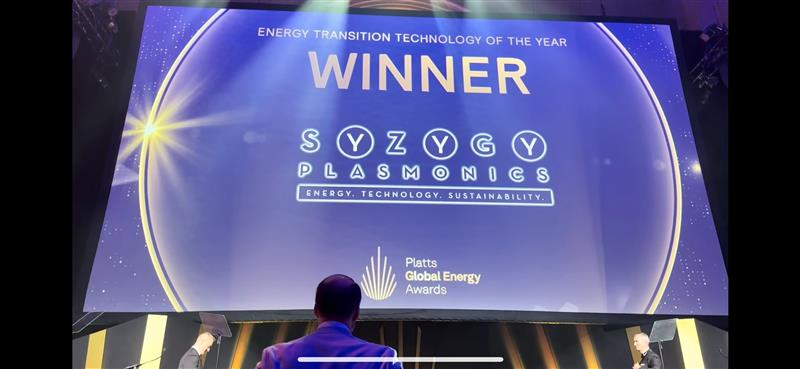 ENERGY TRANSITION TECHNOLOGY OF THE YEAR
WINNER
SYZYGY
PLASMONICS
ENERGY. TECHNOLOGY. SUSTAINABILITY.
Platts
Global Energy
Awards